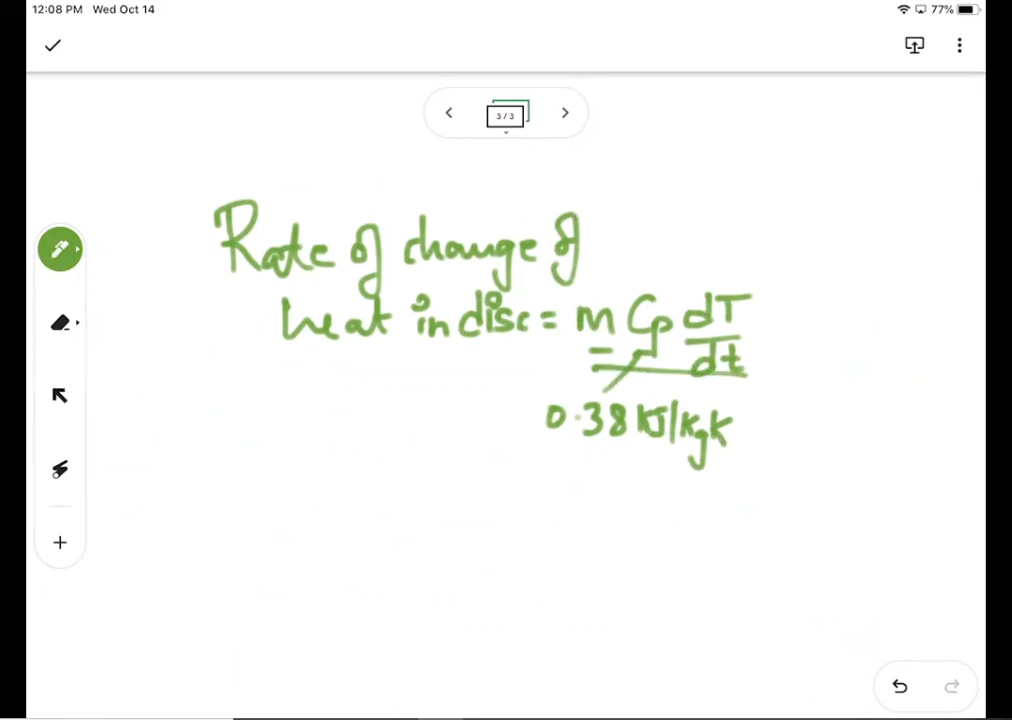 12:08 PM Wed Oct 14
77%
3 / 3
Rate of change of
heat in disc = m Cp dT/dt
0.38 kJ/kgK